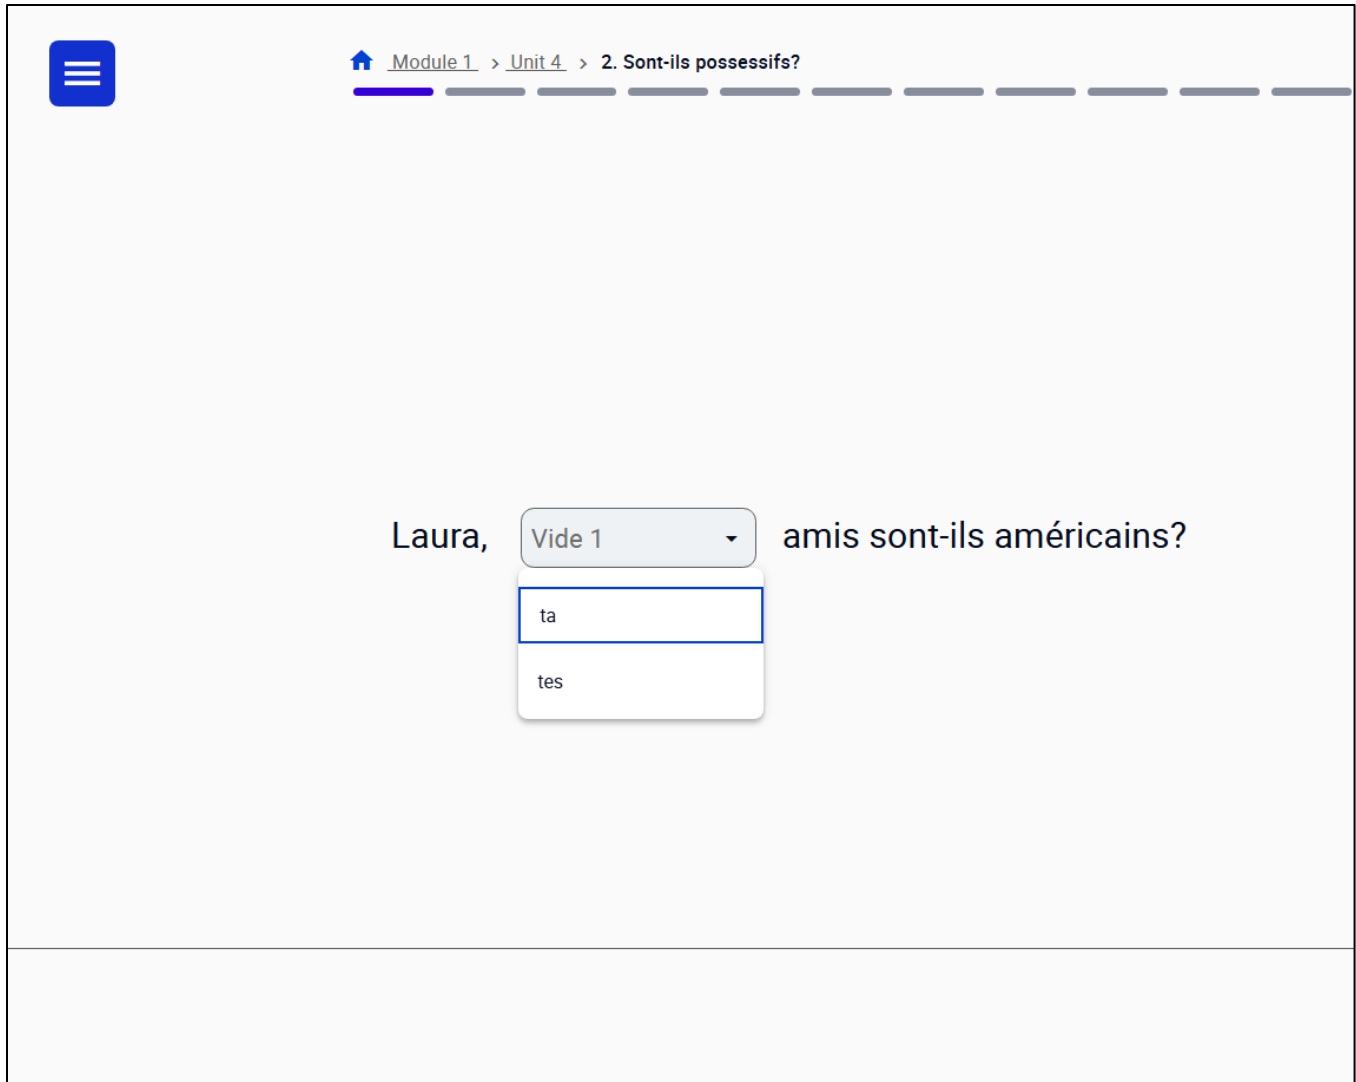 Module 1 > Unit 4 > 2. Sont-ils possessifs?
Laura, Vide 1 amis sont-ils américains?
ta
tes